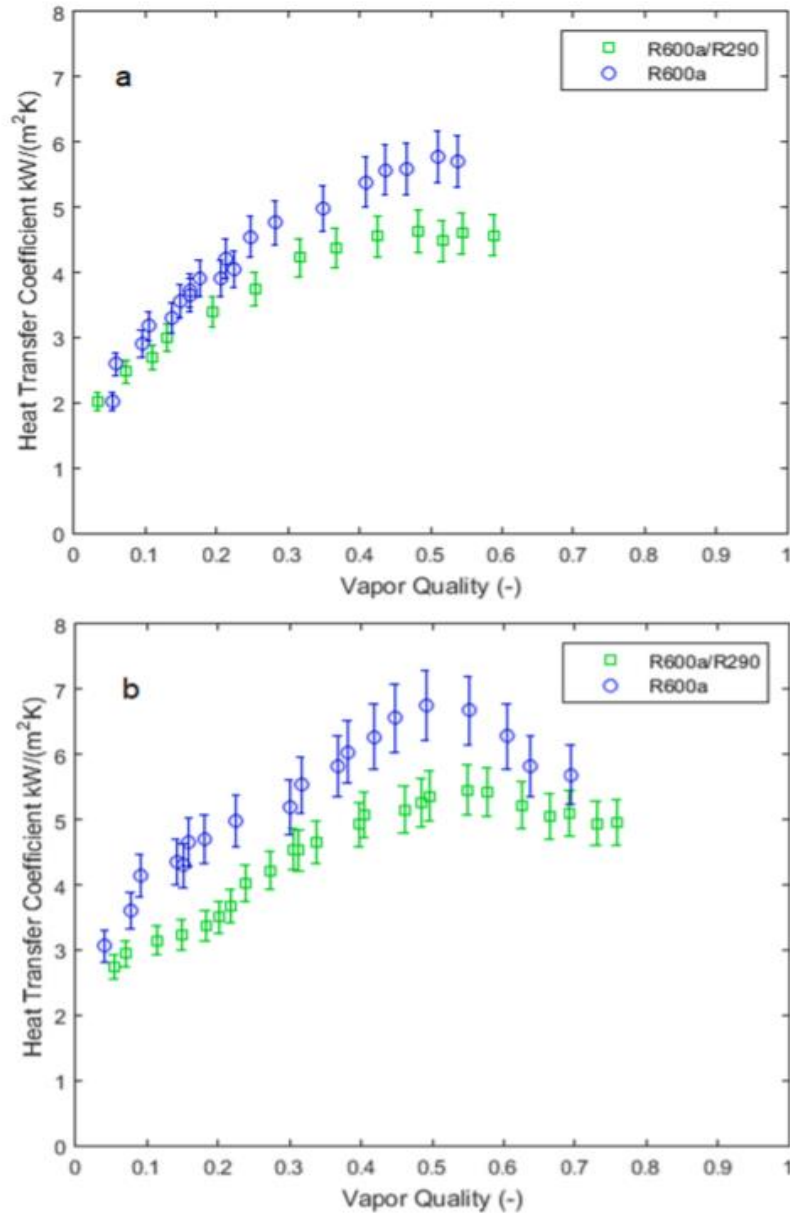 8
7
6
5
4
3
2
1
0
Heat Transfer Coefficient kW/(m²K)
a
R600a/R290
R600a
0 0.1 0.2 0.3 0.4 0.5 0.6 0.7 0.8 0.9 1
Vapor Quality (-)
8
7
6
5
4
3
2
1
0
Heat Transfer Coefficient kW/(m²K)
b
R600a/R290
R600a
0 0.1 0.2 0.3 0.4 0.5 0.6 0.7 0.8 0.9 1
Vapor Quality (-)